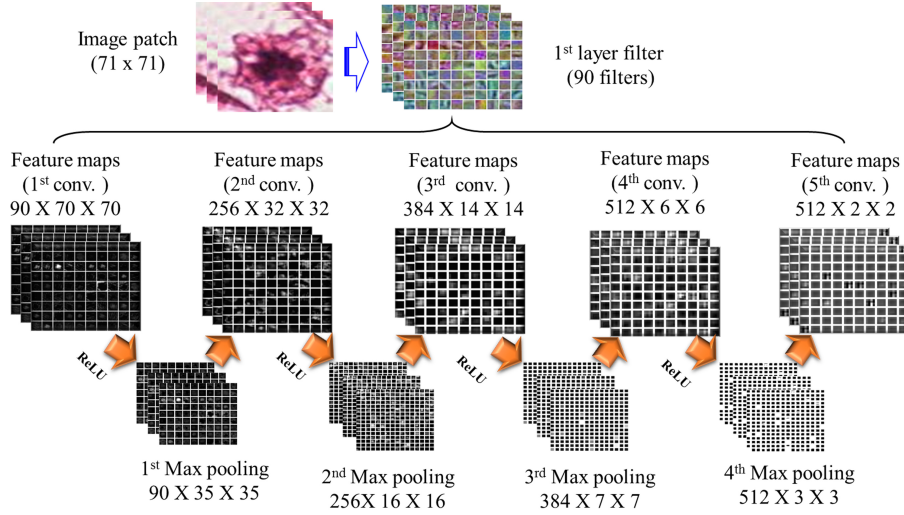 Image patch
(71 x 71)
1st layer filter
(90 filters)
Feature maps
(1st conv. )
90 X 70 X 70
Feature maps
(2nd conv. )
256 X 32 X 32
Feature maps
(3rd conv. )
384 X 14 X 14
Feature maps
(4th conv. )
512 X 6 X 6
Feature maps
(5th conv. )
512 X 2 X 2
ReLU
ReLU
ReLU
ReLU
1st Max pooling
90 X 35 X 35
2nd Max pooling
256X 16 X 16
3rd Max pooling
384 X 7 X 7
4th Max pooling
512 X 3 X 3